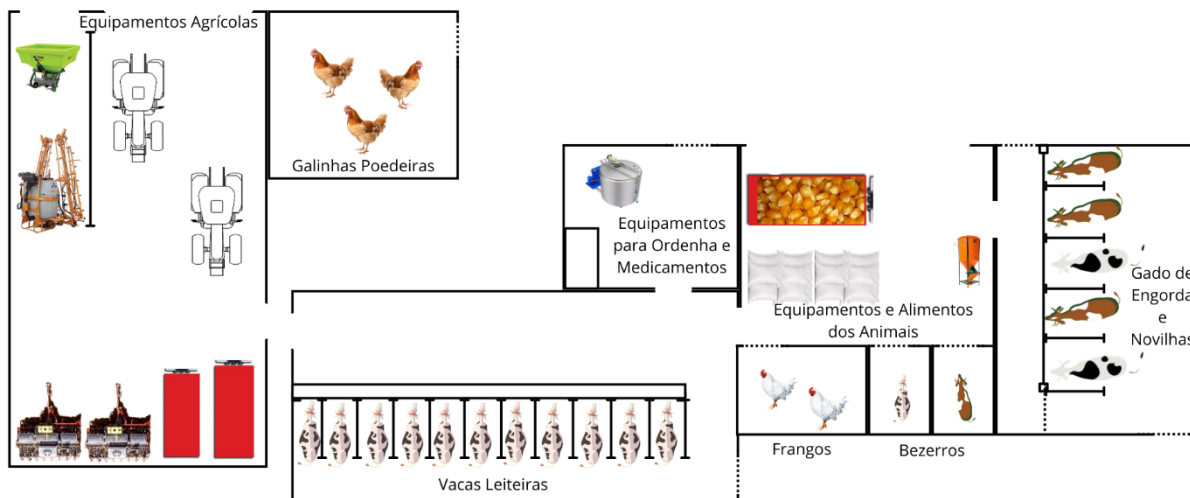 Equipamentos Agrícolas
Galinhas Poedeiras
Equipamentos
para Ordenha e
Medicamentos
Equipamentos e Alimentos
dos Animais
Gado de
Engorda
e
Novilhas
Frangos
Bezerros
Vacas Leiteiras